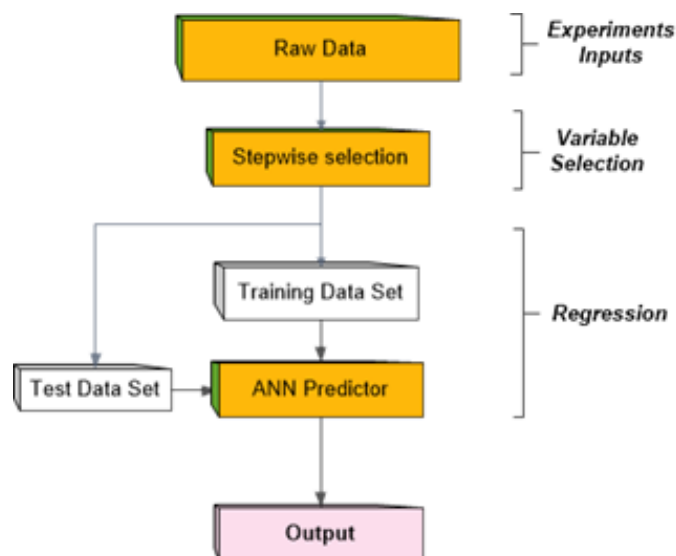 Raw Data
Experiments
Inputs
Stepwise selection
Variable
Selection
Training Data Set
Regression
Test Data Set
ANN Predictor
Output